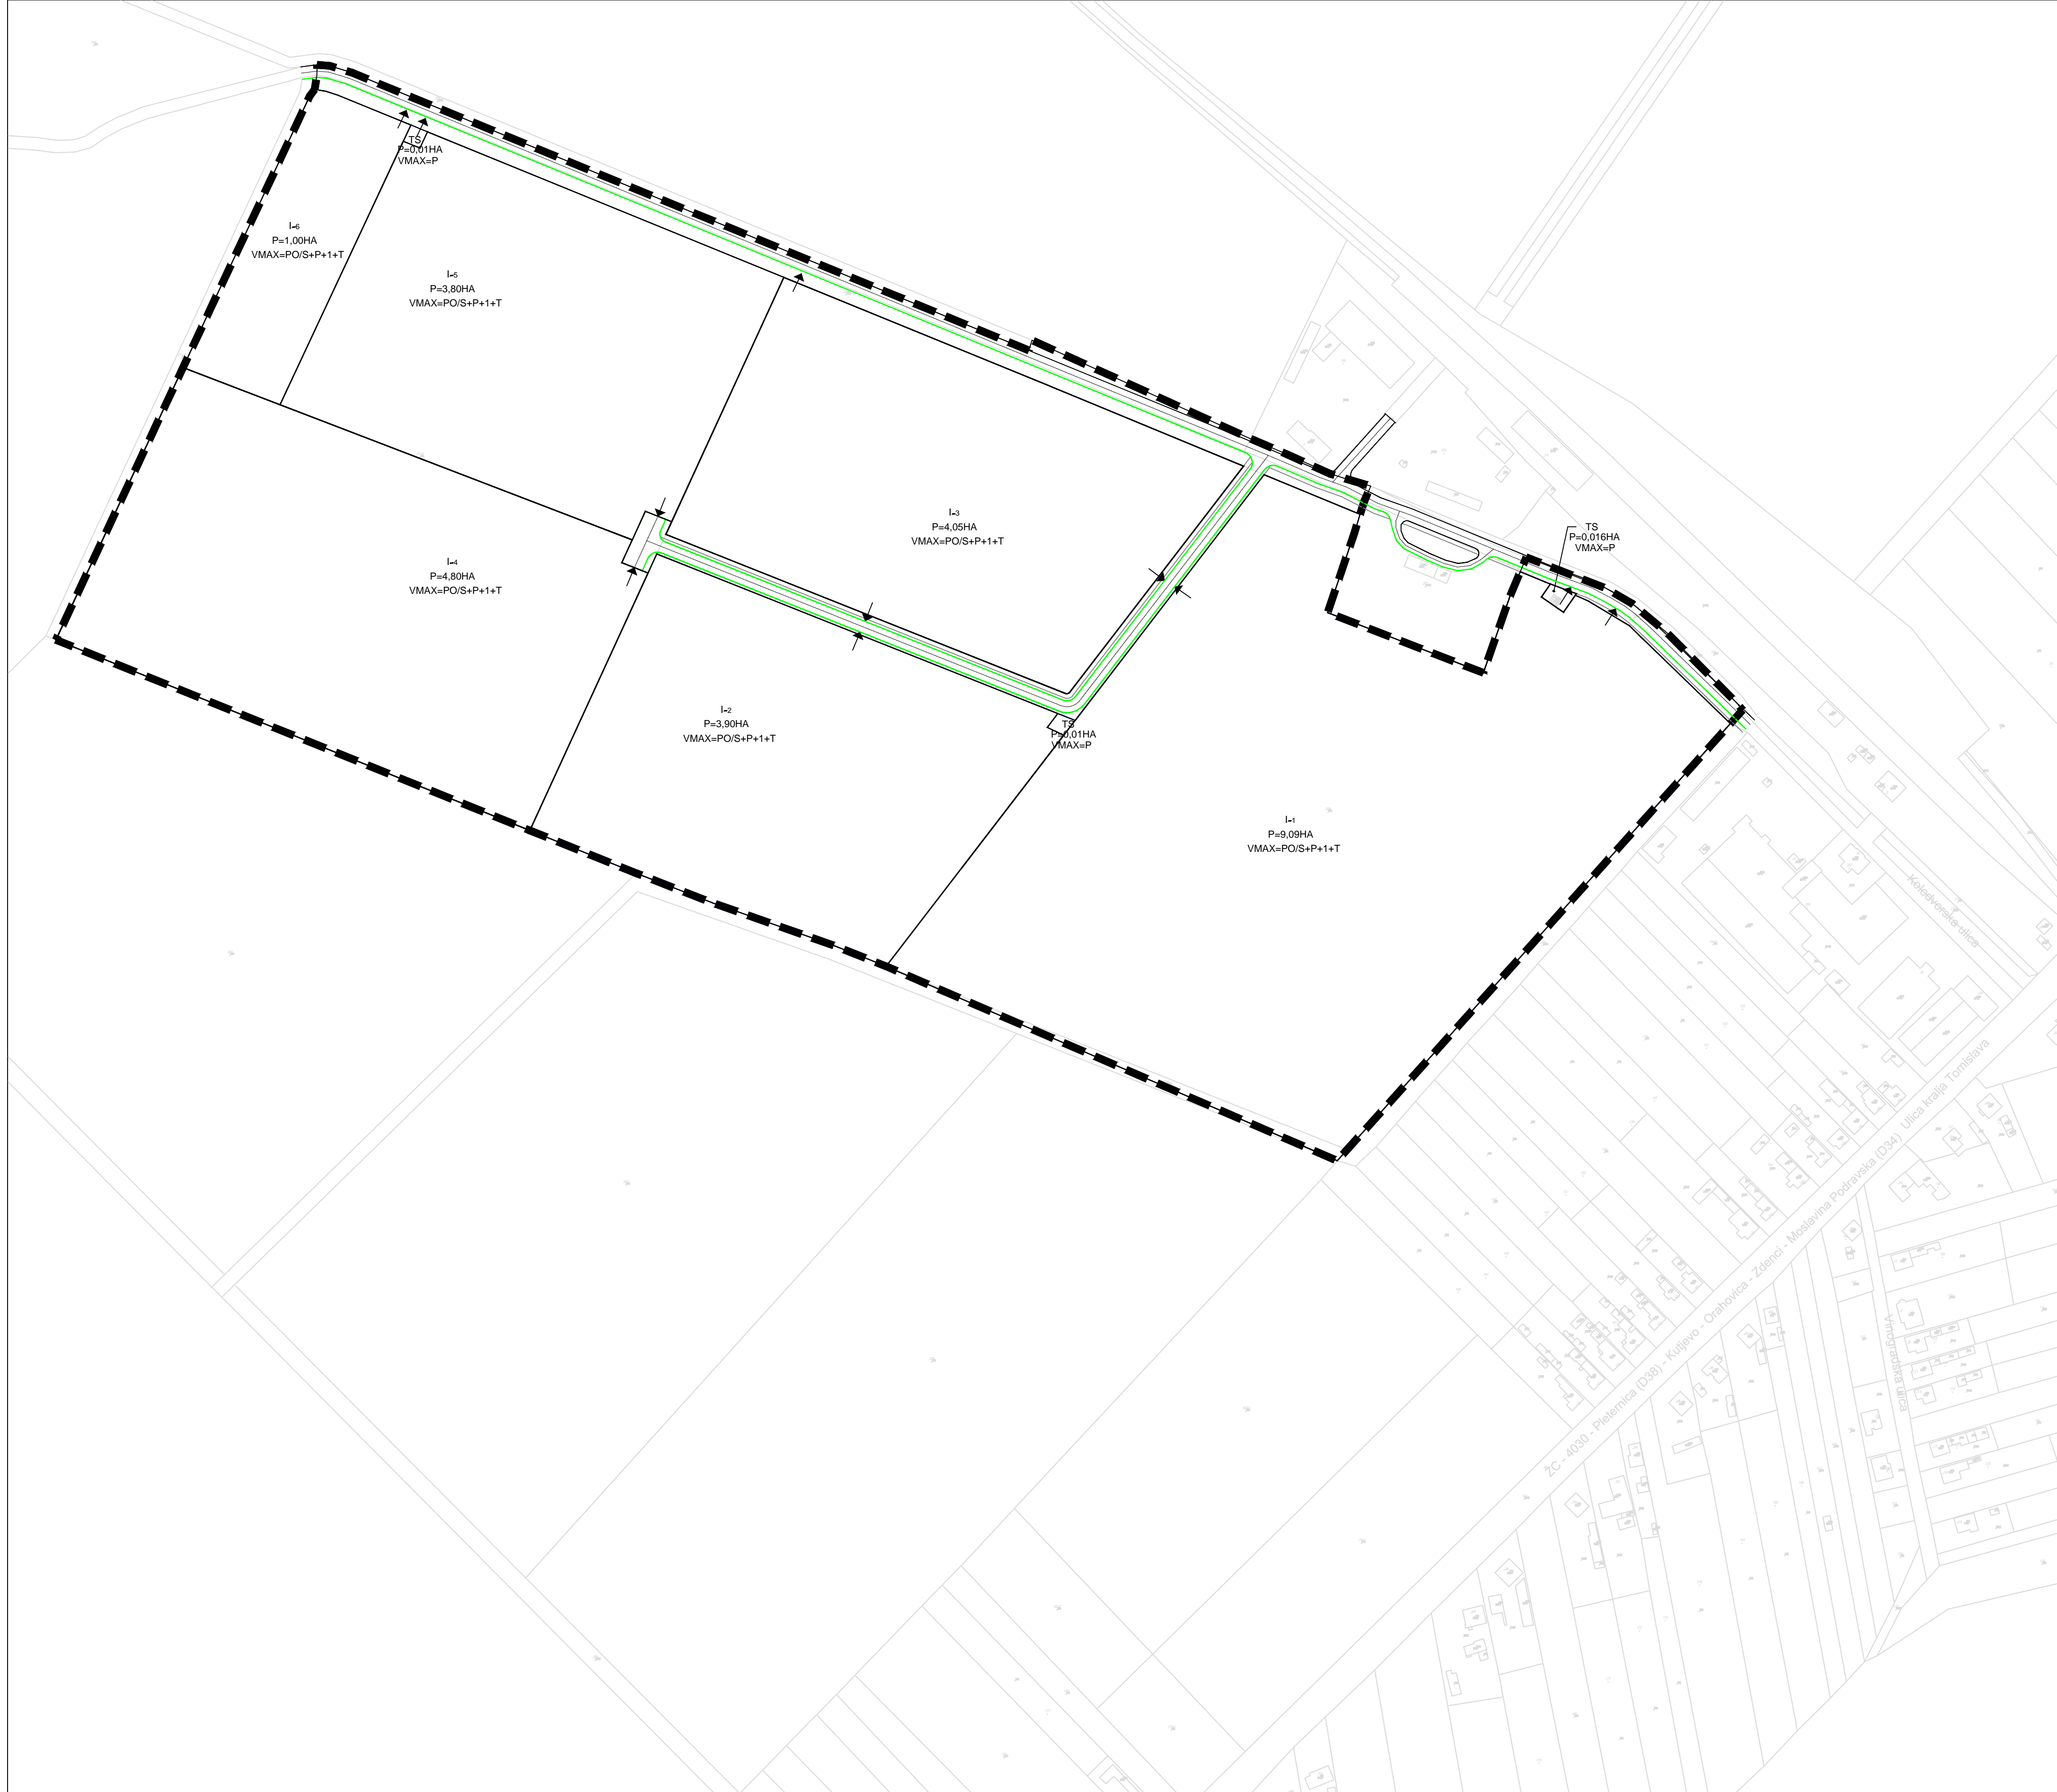 TS
P=0,01HA
VMAX=P
I-6
P=1,00HA
VMAX=PO/S+P+1+T
I-5
P=3,80HA
VMAX=PO/S+P+1+T
I-3
P=4,05HA
VMAX=PO/S+P+1+T
TS
P=0,016HA
VMAX=P
I-4
P=4,80HA
VMAX=PO/S+P+1+T
I-2
P=3,90HA
VMAX=PO/S+P+1+T
TS
P=0,01HA
VMAX=P
I-1
P=9,09HA
VMAX=PO/S+P+1+T
Kolodvorska ulica
ŽC - 4030 - Pleternica (D38) - Kutjevo - Orahovica - Zdenci - Moslavina Podravska (D34) Ulica kralja Tomislava
Vinogradska ulica